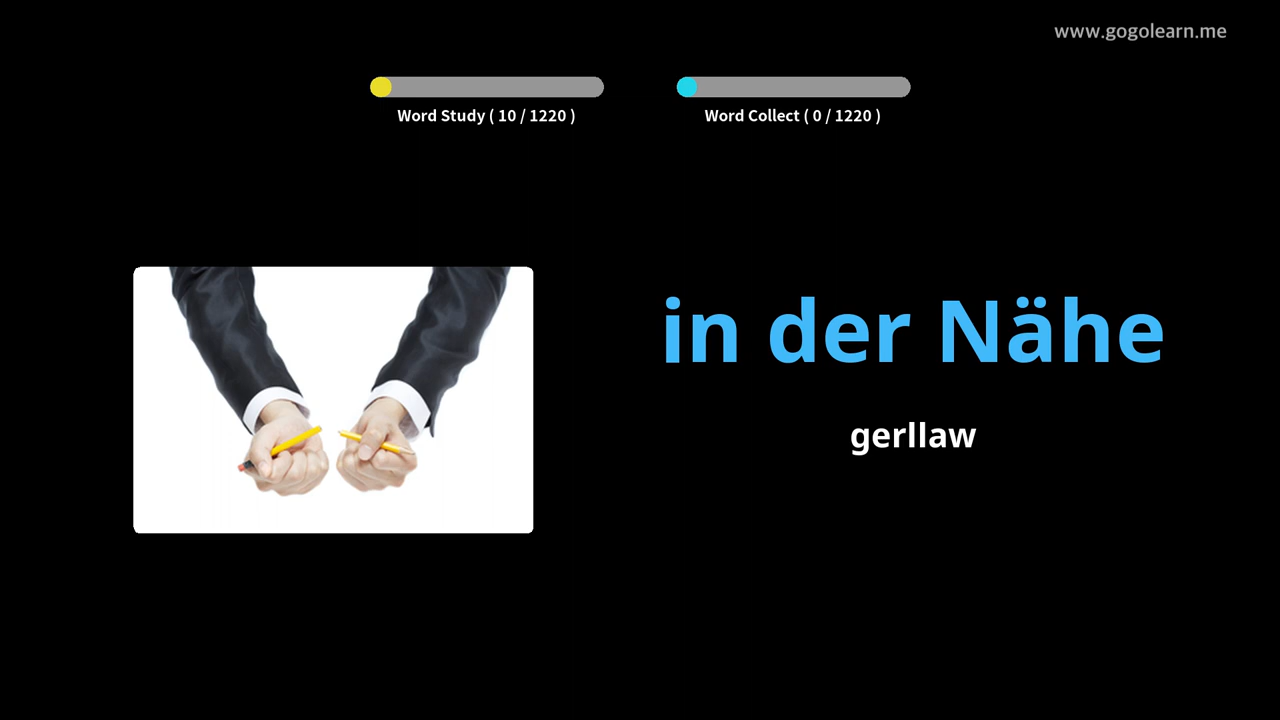 www.gogolearn.me
Word Study ( 10 / 1220 )
Word Collect ( 0 / 1220 )
in der Nähe
gerllaw